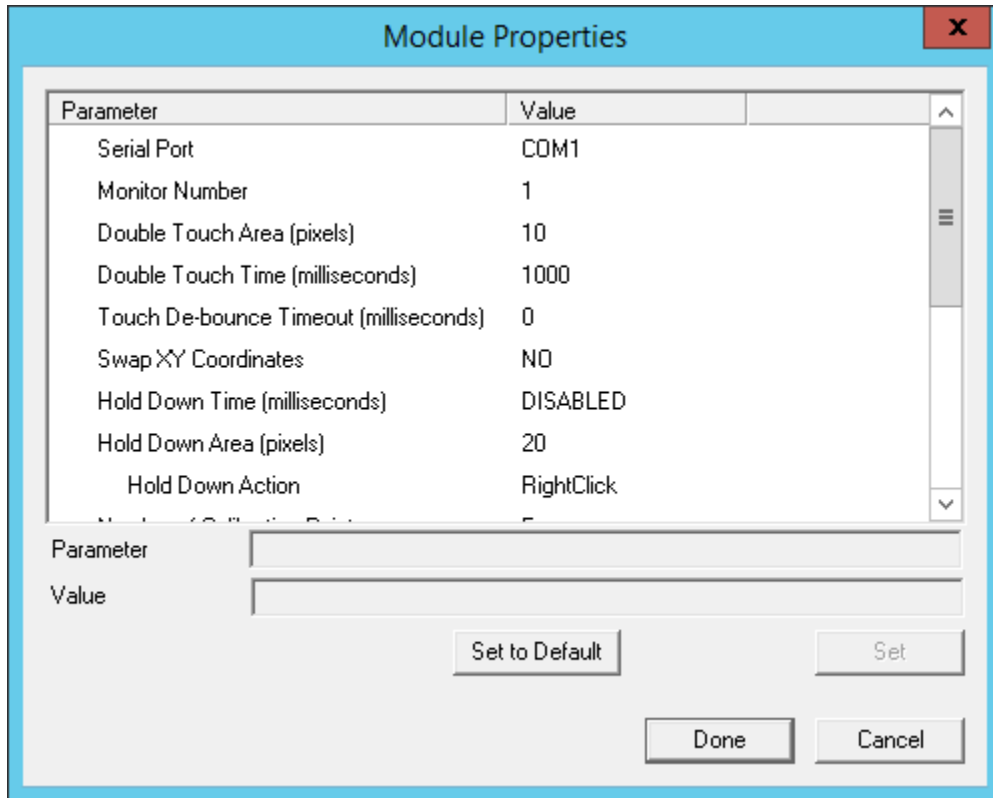 Module Properties
x
Parameter Value
Serial Port COM1
Monitor Number 1
Double Touch Area (pixels) 10
Double Touch Time (milliseconds) 1000
Touch De-bounce Timeout (milliseconds) 0
Swap XY Coordinates NO
Hold Down Time (milliseconds) DISABLED
Hold Down Area (pixels) 20
Hold Down Action RightClick
Parameter
Value
Set to Default Set
Done Cancel